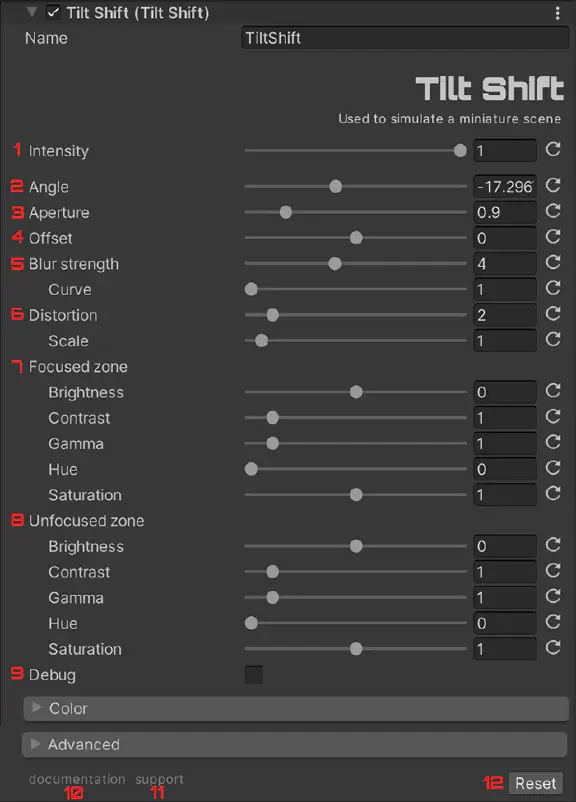 Tilt Shift (Tilt Shift)
Name TiltShift
Tilt Shift
Used to simulate a miniature scene
1 Intensity 1
2 Angle -17.296
3 Aperture 0.9
4 Offset 0
5 Blur strength 4
Curve 1
6 Distortion 2
Scale 1
7 Focused zone
Brightness 0
Contrast 1
Gamma 1
Hue 0
Saturation 1
8 Unfocused zone
Brightness 0
Contrast 1
Gamma 1
Hue 0
Saturation 1
9 Debug
Color
Advanced
documentation support
10 11 12 Reset